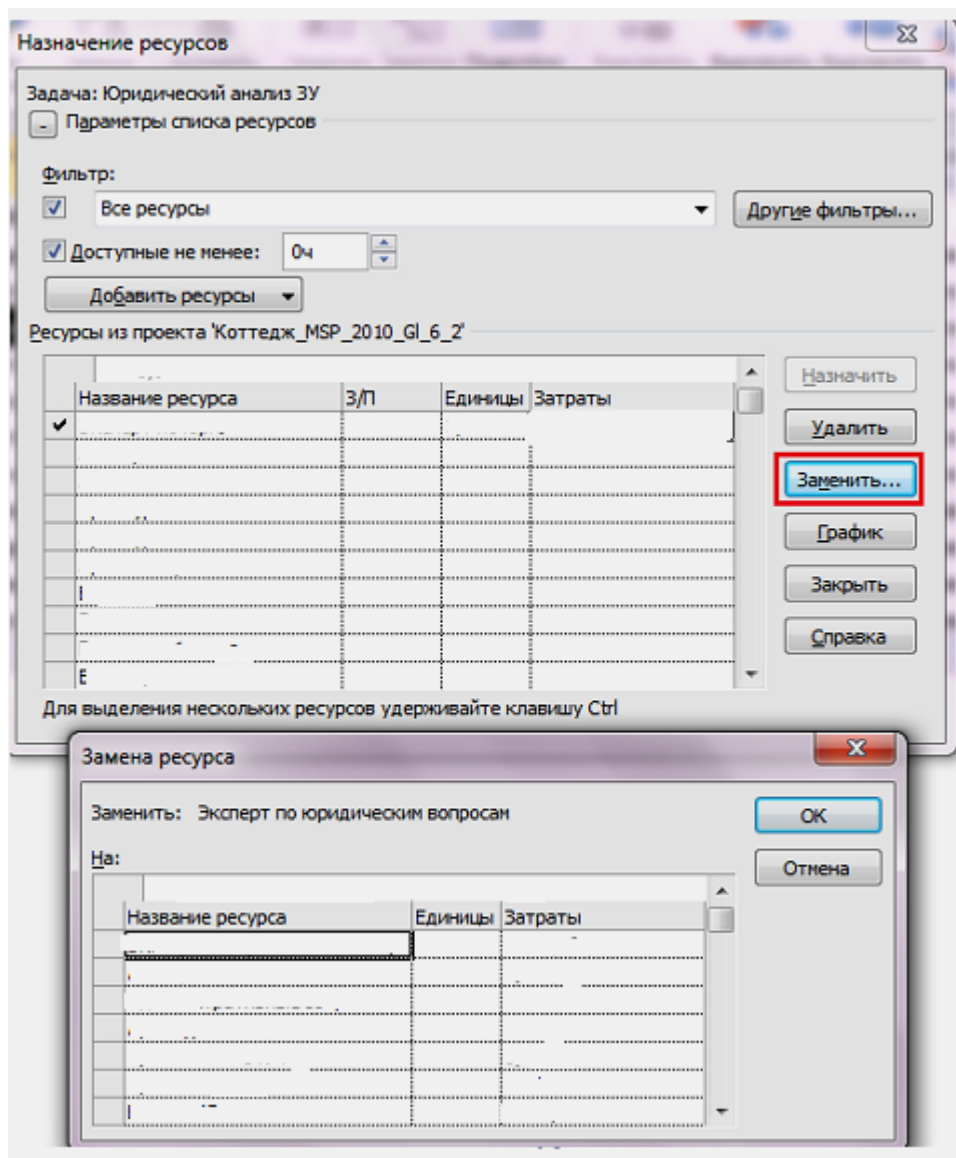 Назначение ресурсов
Задача: Юридический анализ ЗУ
Параметры списка ресурсов
Фильтр:
Все ресурсы
Другие фильтры...
Доступные не менее: 0ч
Добавить ресурсы
Ресурсы из проекта 'Коттедж_MSP_2010_Gl_6_2'
Назначить
Название ресурса З/П Единицы Затраты
Удалить
Заменить...
График
Закрыть
Справка
Для выделения нескольких ресурсов удерживайте клавишу Ctrl
Замена ресурса
Заменить: Эксперт по юридическим вопросам
ОК
На:
Отмена
Название ресурса Единицы Затраты